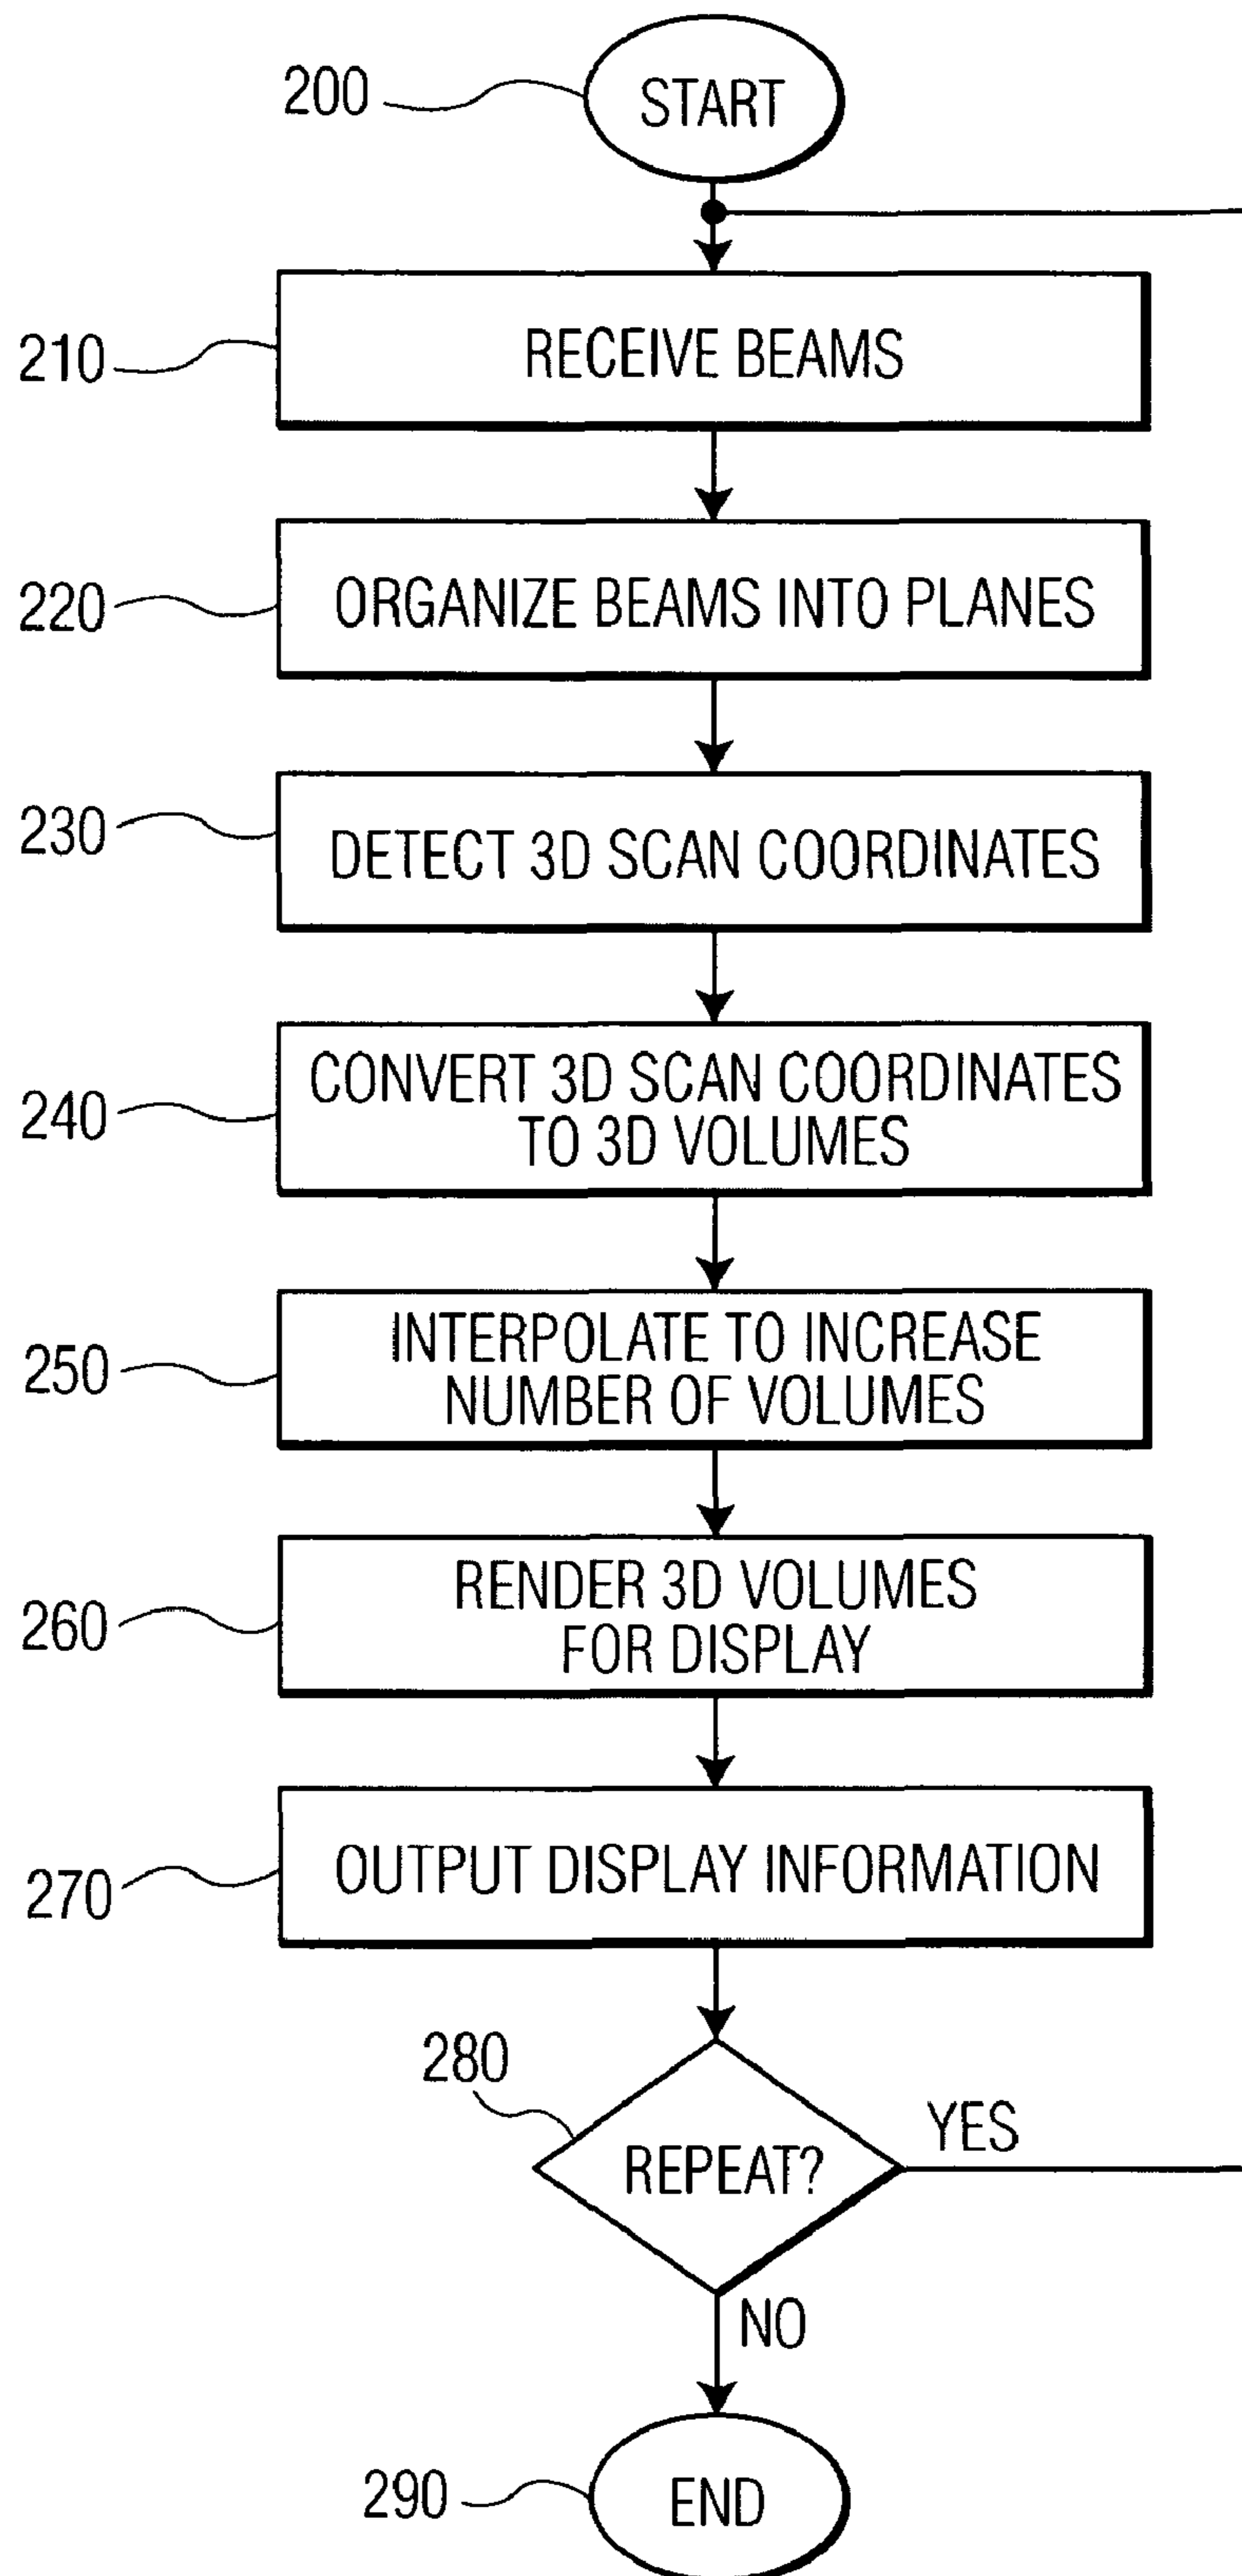 200
START
210
RECEIVE BEAMS
220
ORGANIZE BEAMS INTO PLANES
230
DETECT 3D SCAN COORDINATES
240
CONVERT 3D SCAN COORDINATES
TO 3D VOLUMES
250
INTERPOLATE TO INCREASE
NUMBER OF VOLUMES
260
RENDER 3D VOLUMES
FOR DISPLAY
270
OUTPUT DISPLAY INFORMATION
280
REPEAT?
YES
NO
290
END